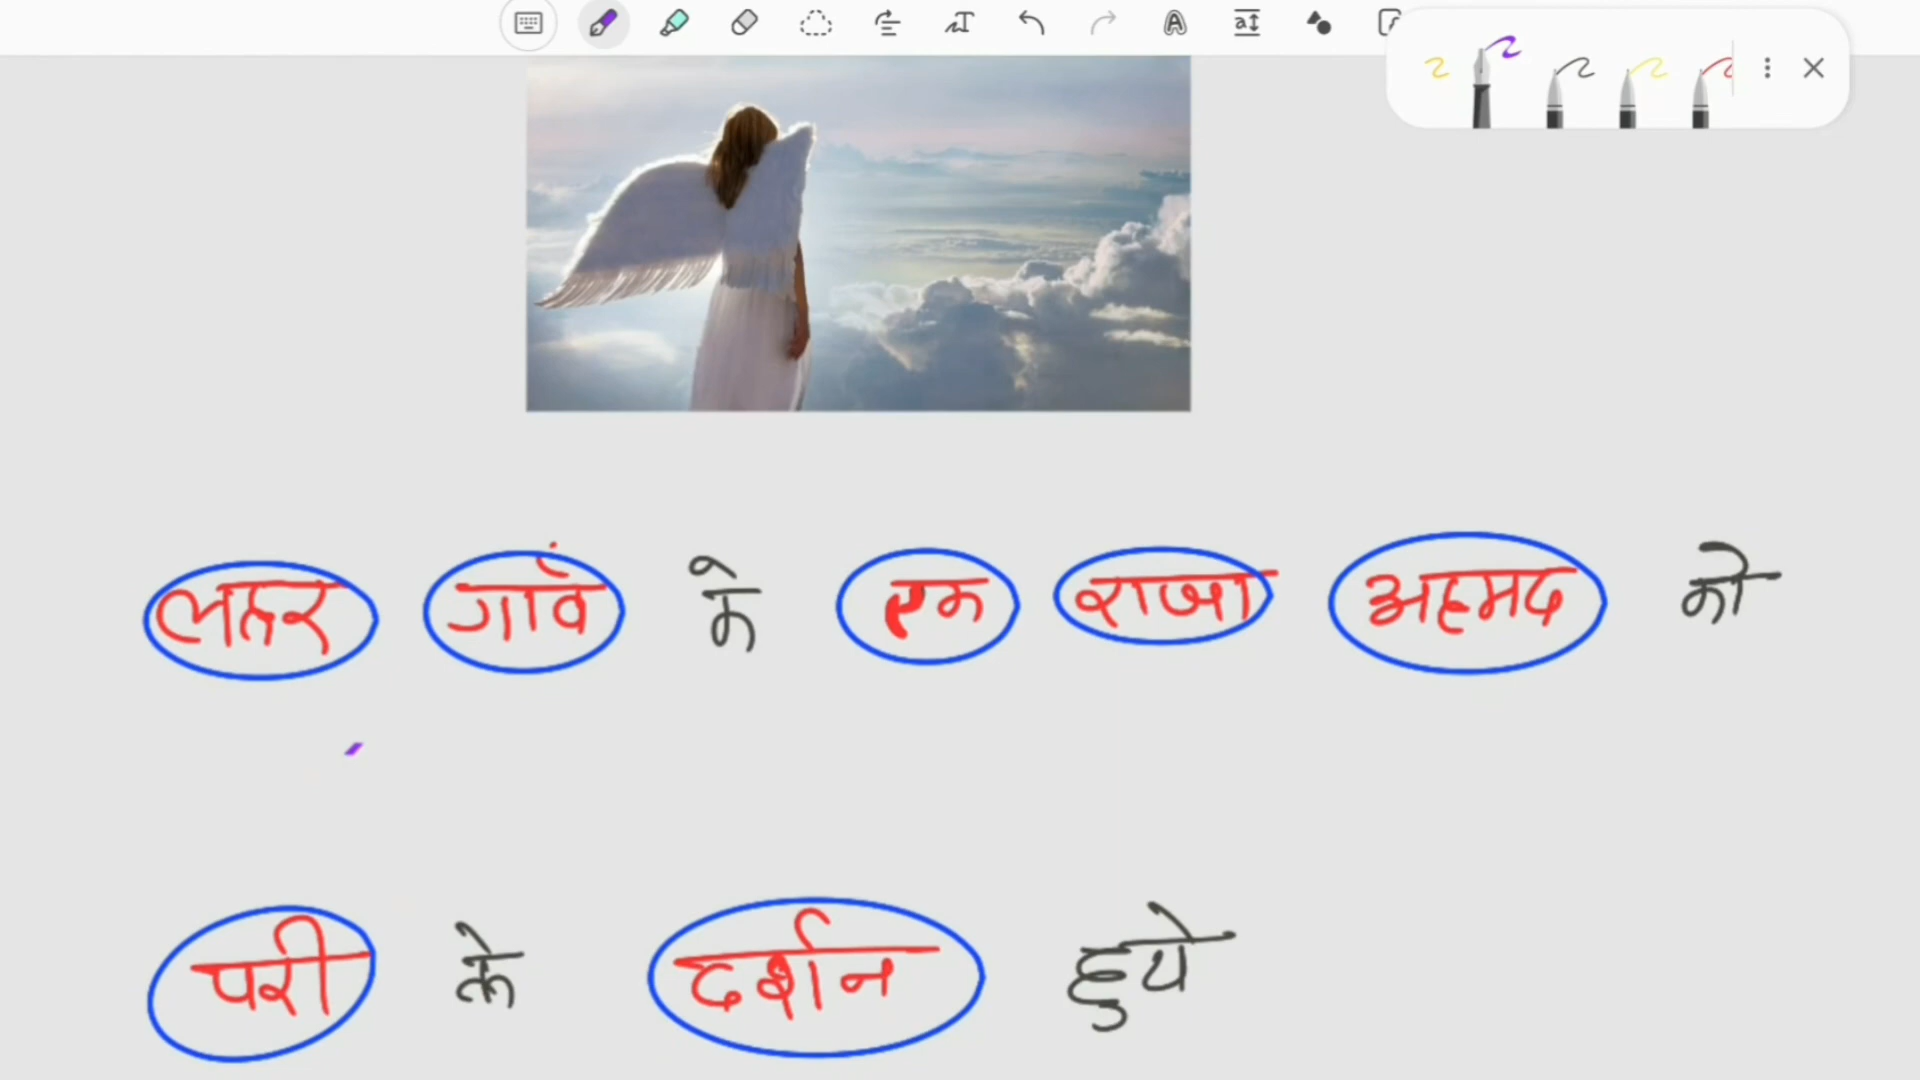 लहर गांव के एक राजा अहमद को
परी के दर्शन हुये